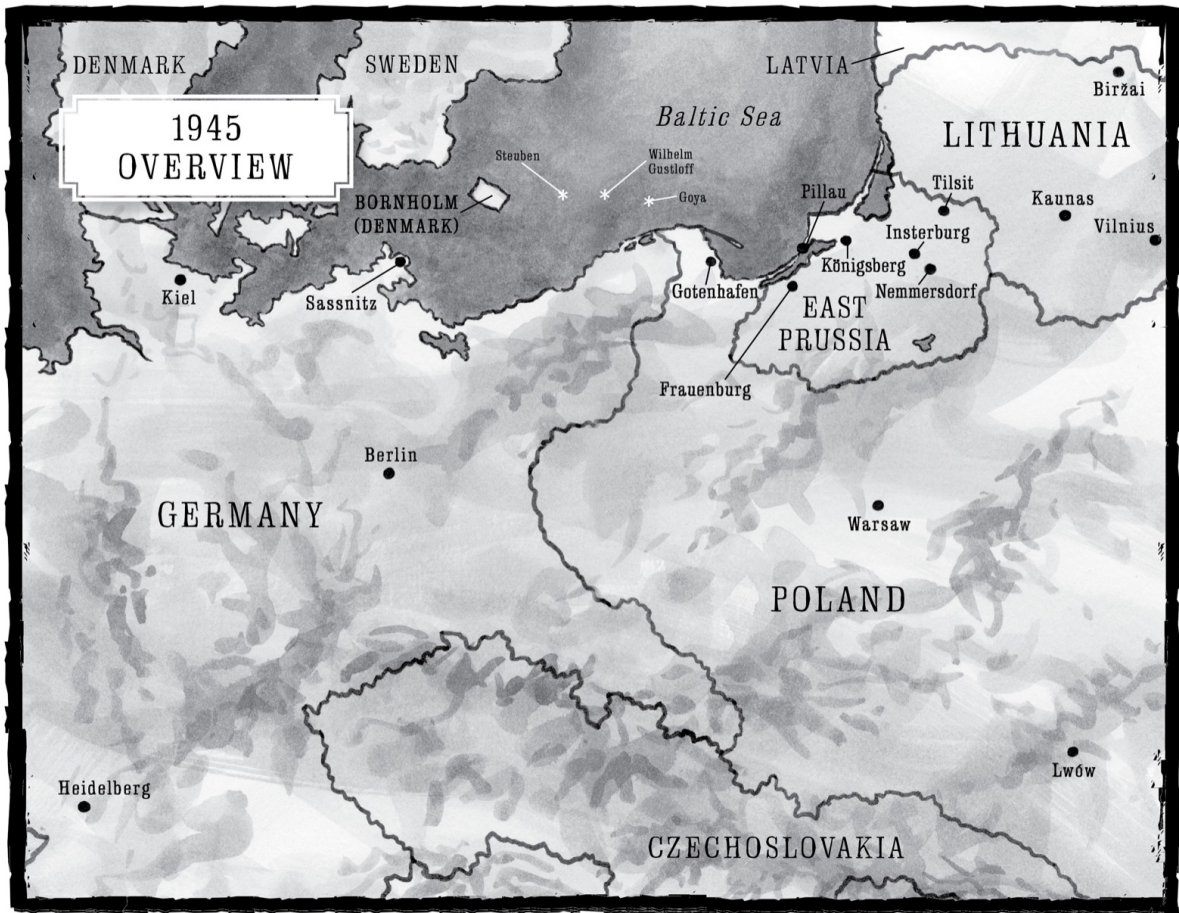 DENMARK
SWEDEN
LATVIA
Biržai
1945
OVERVIEW
Baltic Sea
LITHUANIA
Steuben
Wilhelm
Gustloff
Goya
BORNHOLM
(DENMARK)
Pillau
Tilsit
Kaunas
Vilnius
Insterburg
Königsberg
Nemmersdorf
Kiel
Sassnitz
Gotenhafen
EAST
PRUSSIA
Frauenburg
Berlin
GERMANY
Warsaw
POLAND
Lwów
Heidelberg
CZECHOSLOVAKIA